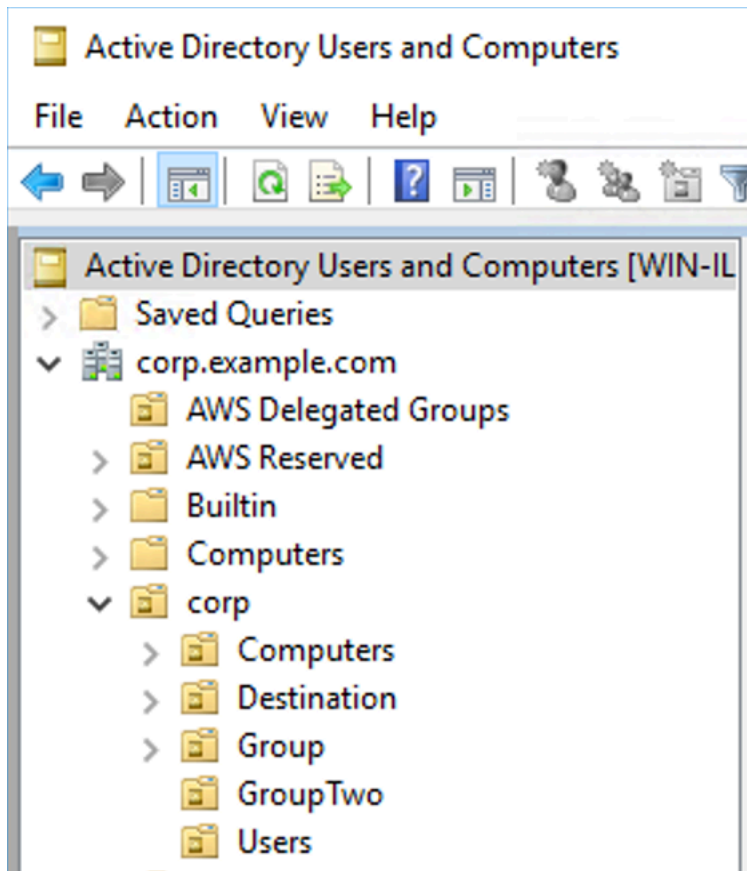 Active Directory Users and Computers
File Action View Help
?
Active Directory Users and Computers [WIN-IL
Saved Queries
corp.example.com
AWS Delegated Groups
AWS Reserved
Builtin
Computers
corp
Computers
Destination
Group
GroupTwo
Users